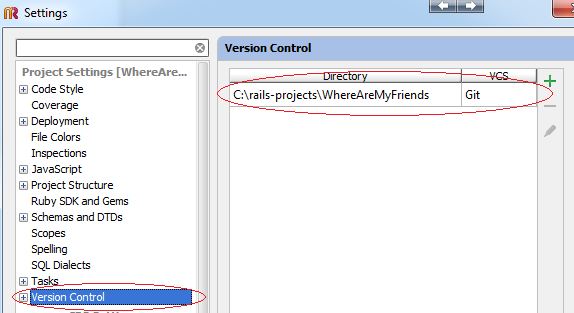 Settings
Version Control
Project Settings [WhereAre...
Code Style
Coverage
Deployment
File Colors
Inspections
JavaScript
Project Structure
Ruby SDK and Gems
Schemas and DTDs
Scopes
Spelling
SQL Dialects
Tasks
Version Control
Directory VCS
C:\rails-projects\WhereAreMyFriends Git